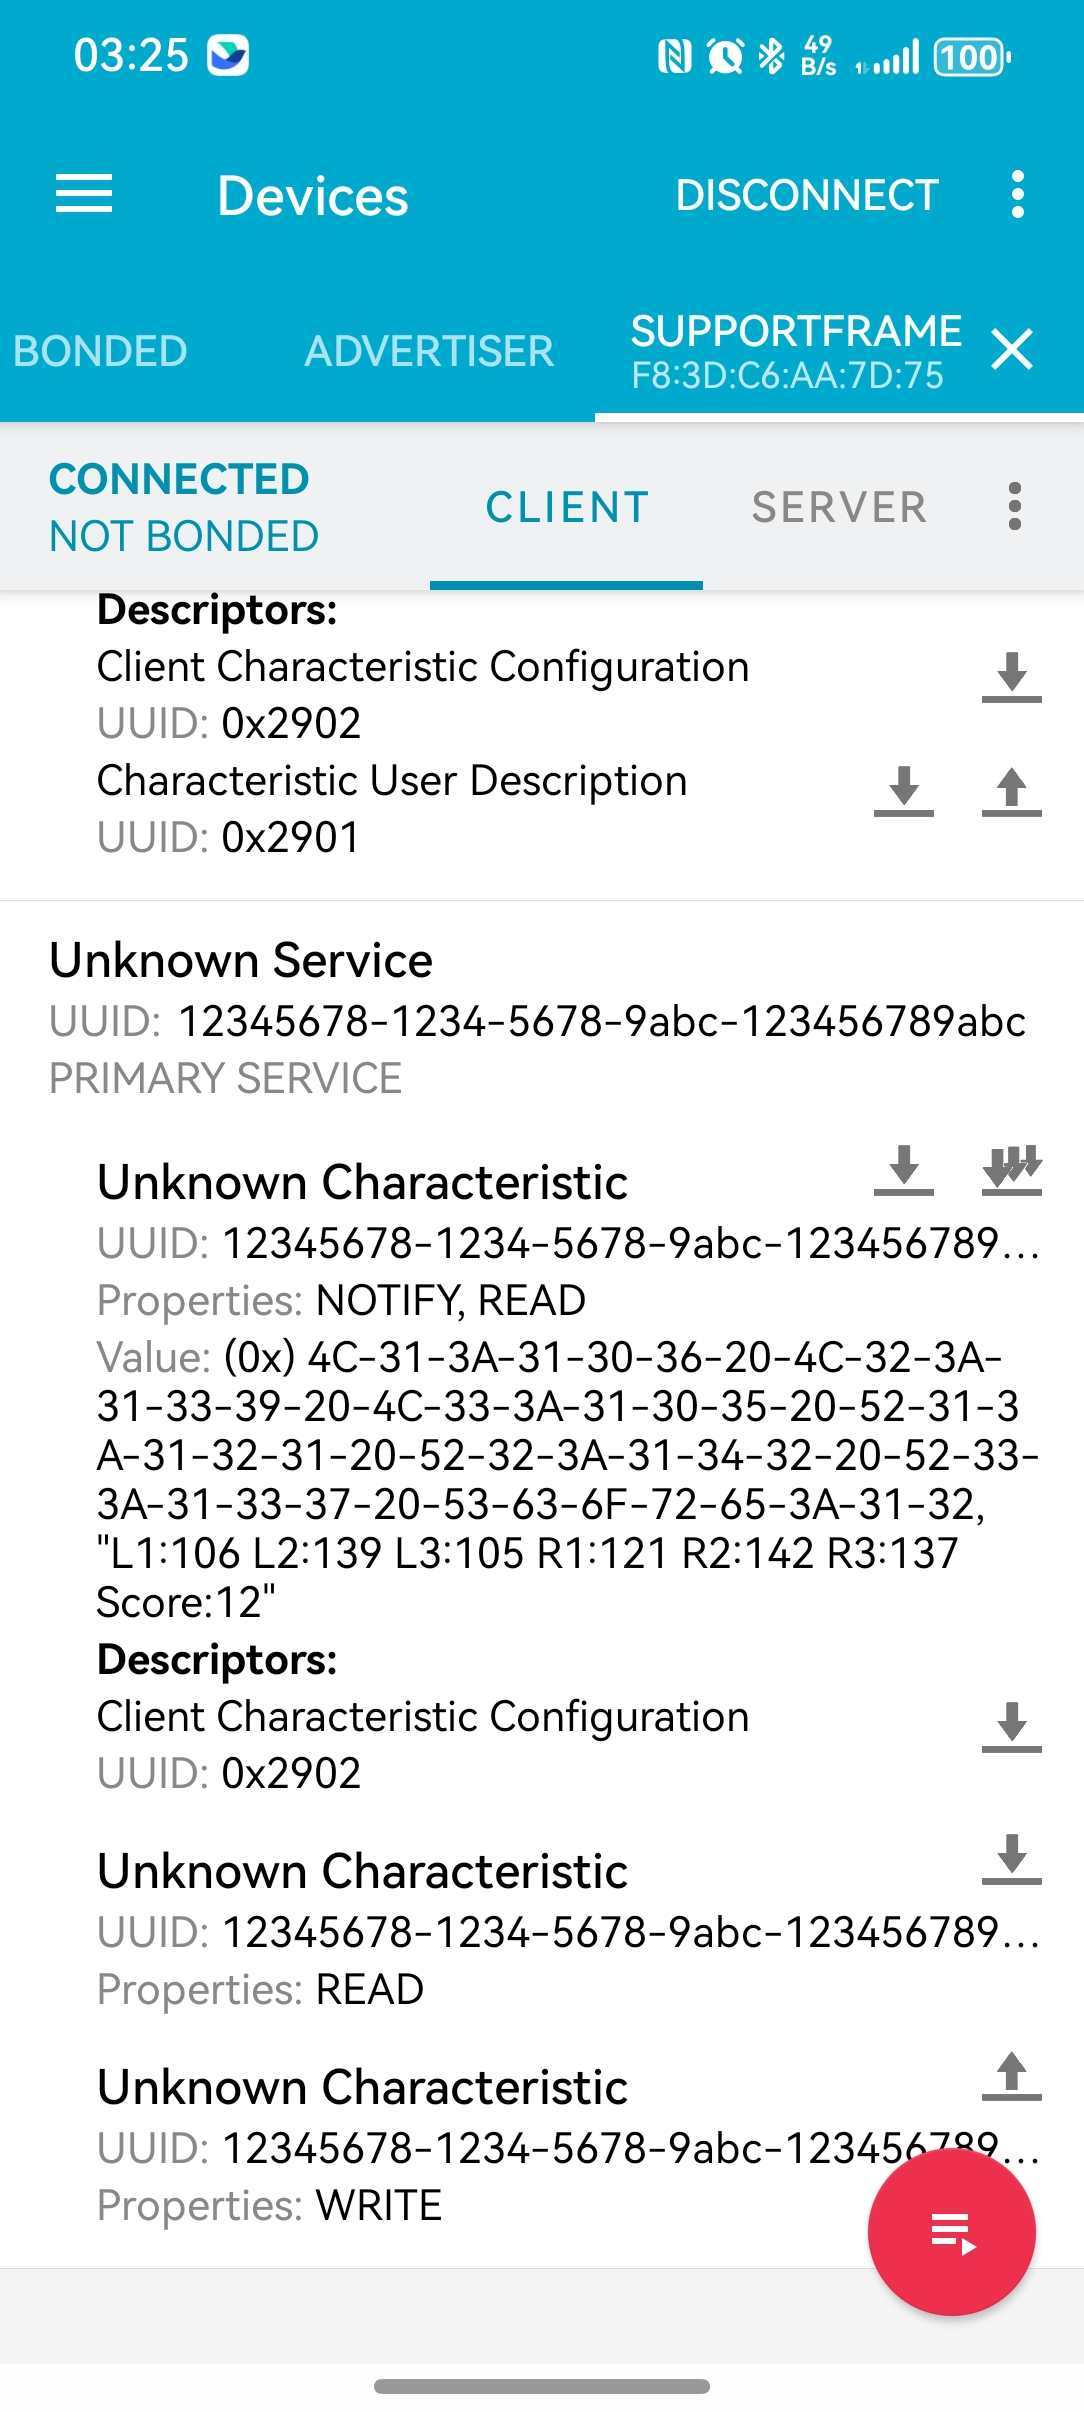 03:25
49
B/s
100
Devices
DISCONNECT
BONDED
ADVERTISER
SUPPORTFRAME
F8:3D:C6:AA:7D:75
CONNECTED
NOT BONDED
CLIENT
SERVER
Descriptors:
Client Characteristic Configuration
UUID: 0x2902
Characteristic User Description
UUID: 0x2901
Unknown Service
UUID: 12345678-1234-5678-9abc-123456789abc
PRIMARY SERVICE
Unknown Characteristic
UUID: 12345678-1234-5678-9abc-123456789...
Properties: NOTIFY, READ
Value: (0x) 4C-31-3A-31-30-36-20-4C-32-3A-
31-33-39-20-4C-33-3A-31-30-35-20-52-31-3
A-31-32-31-20-52-32-3A-31-34-32-20-52-33-
3A-31-33-37-20-53-63-6F-72-65-3A-31-32,
"L1:106 L2:139 L3:105 R1:121 R2:142 R3:137
Score:12"
Descriptors:
Client Characteristic Configuration
UUID: 0x2902
Unknown Characteristic
UUID: 12345678-1234-5678-9abc-123456789...
Properties: READ
Unknown Characteristic
UUID: 12345678-1234-5678-9abc-123456789...
Properties: WRITE